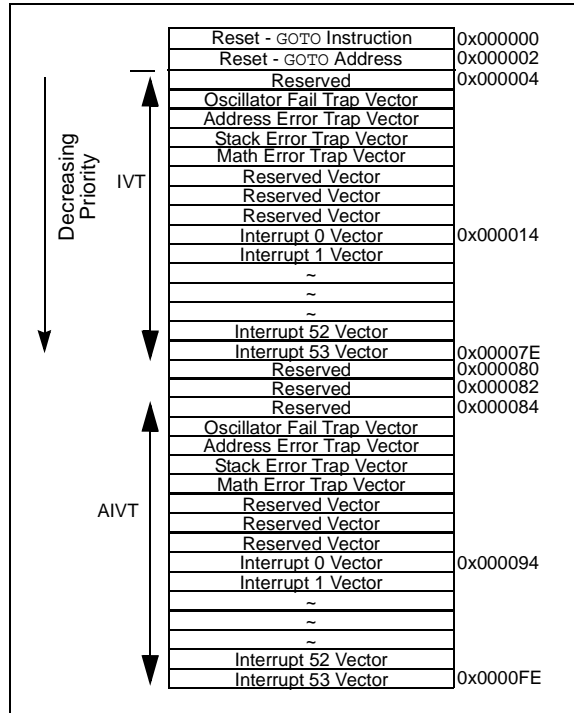 Reset - GOTO Instruction 0x000000
Reset - GOTO Address 0x000002
Reserved 0x000004
Oscillator Fail Trap Vector
Address Error Trap Vector
Stack Error Trap Vector
Math Error Trap Vector
Reserved Vector
Reserved Vector
Reserved Vector
Interrupt 0 Vector 0x000014
Interrupt 1 Vector
~
~
~
Interrupt 52 Vector
Interrupt 53 Vector 0x00007E
Decreasing
Priority
IVT
Reserved 0x000080
Reserved 0x000082
Reserved 0x000084
Oscillator Fail Trap Vector
Address Error Trap Vector
Stack Error Trap Vector
Math Error Trap Vector
Reserved Vector
Reserved Vector
Reserved Vector
Interrupt 0 Vector 0x000094
Interrupt 1 Vector
~
~
~
Interrupt 52 Vector
Interrupt 53 Vector 0x0000FE
AIVT